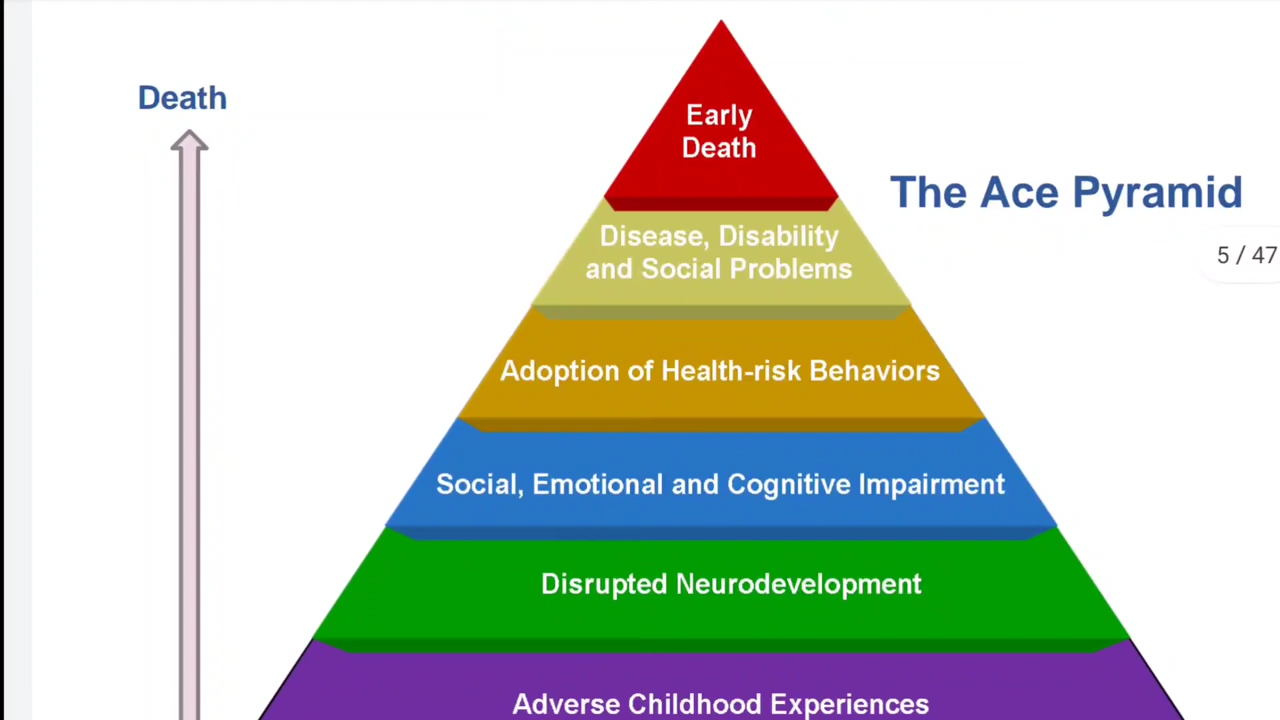 Death
Early
Death
The Ace Pyramid
Disease, Disability
and Social Problems
5 / 47
Adoption of Health-risk Behaviors
Social, Emotional and Cognitive Impairment
Disrupted Neurodevelopment
Adverse Childhood Experiences